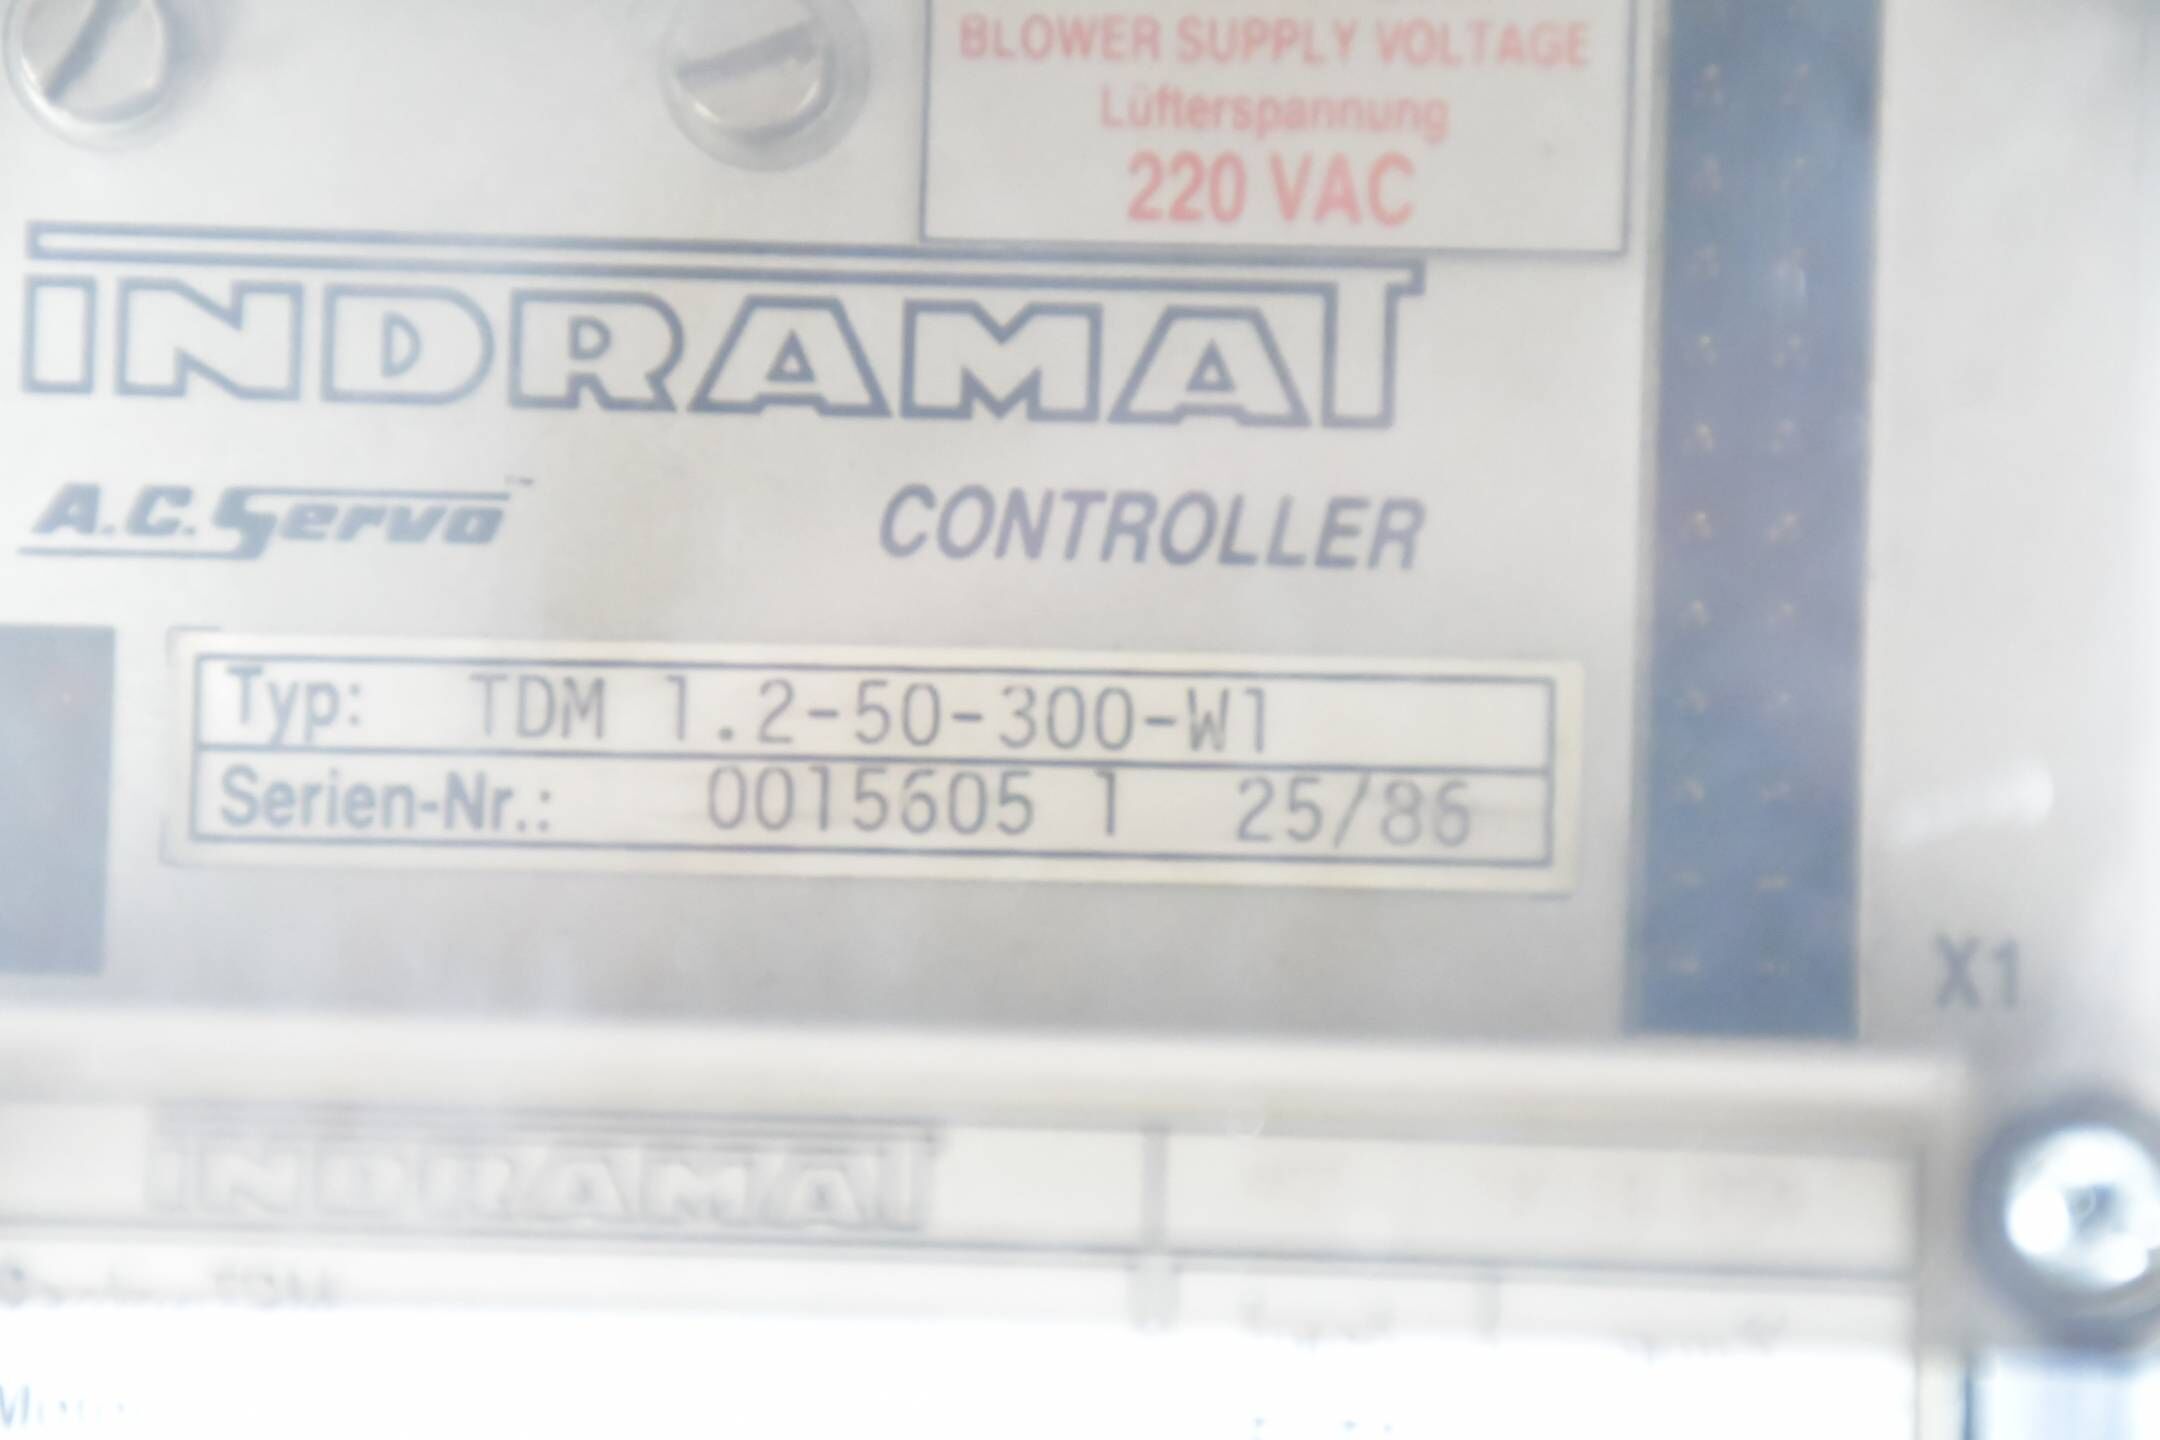 BLOWER SUPPLY VOLTAGE
Lüfterspannung
220 VAC
INDRAMAT
A.C. Servo™ CONTROLLER
Typ: TDM 1.2-50-300-W1
Serien-Nr.: 0015605 1 25/86
X1
INDRAMAT